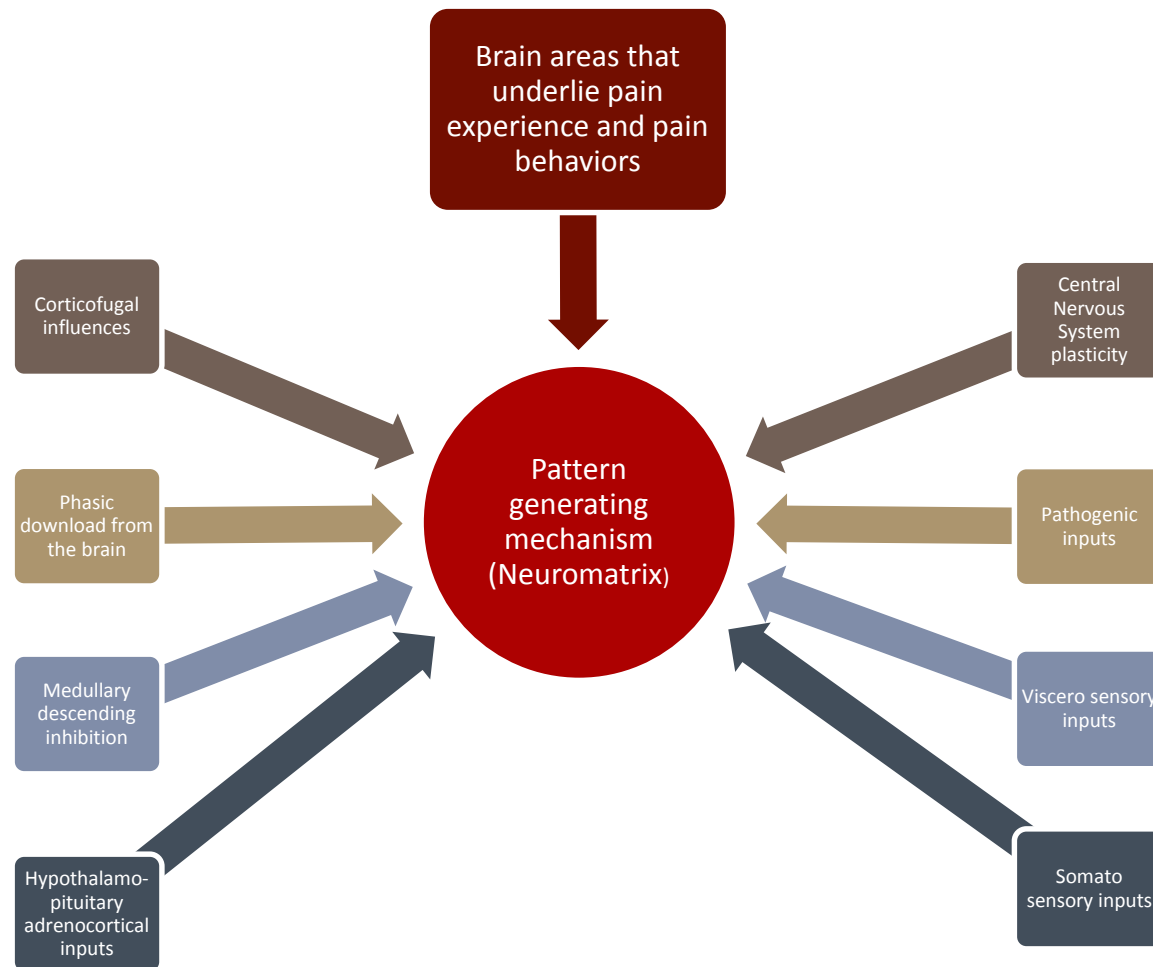 Brain areas that
underlie pain
experience and pain
behaviors
Corticofugal
influences
Central
Nervous
System
plasticity
Pattern
generating
mechanism
(Neuromatrix)
Phasic
download from
the brain
Pathogenic
inputs
Medullary
descending
inhibition
Viscero sensory
inputs
Hypothalamo-
pituitary
adrenocortical
inputs
Somato
sensory inputs